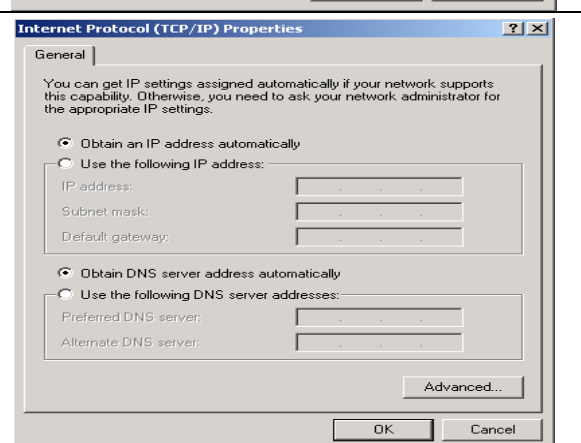 Internet Protocol (TCP/IP) Properties
General
You can get IP settings assigned automatically if your network supports
this capability. Otherwise, you need to ask your network administrator for
the appropriate IP settings.
Obtain an IP address automatically
Use the following IP address:
IP address:
Subnet mask:
Default gateway:
Obtain DNS server address automatically
Use the following DNS server addresses:
Preferred DNS server:
Alternate DNS server:
Advanced...
OK
Cancel